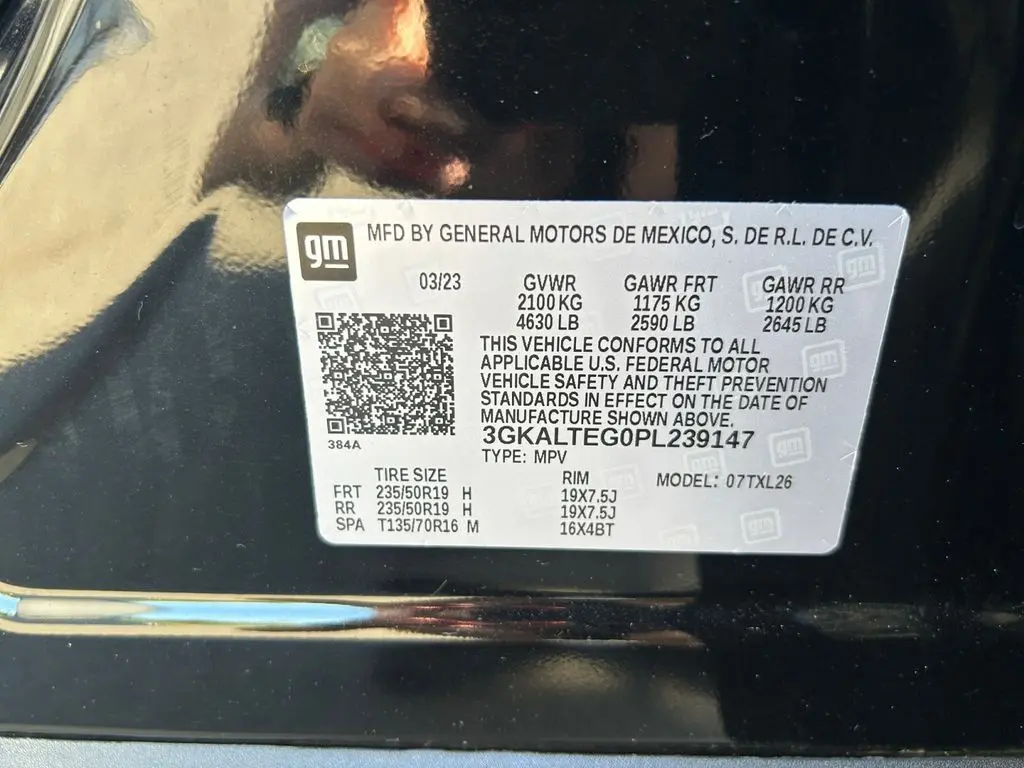 gm
MFD BY GENERAL MOTORS DE MEXICO, S. DE R.L. DE C.V.
03/23 GVWR GAWR FRT GAWR RR
2100 KG 1175 KG 1200 KG
4630 LB 2590 LB 2645 LB
THIS VEHICLE CONFORMS TO ALL
APPLICABLE U.S. FEDERAL MOTOR
VEHICLE SAFETY AND THEFT PREVENTION
STANDARDS IN EFFECT ON THE DATE OF
MANUFACTURE SHOWN ABOVE.
384A
3GKALTEG0PL239147
TYPE: MPV
TIRE SIZE RIM MODEL: 07TXL26
FRT 235/50R19 H 19X7.5J
RR 235/50R19 H 19X7.5J
SPA T135/70R16 M 16X4BT